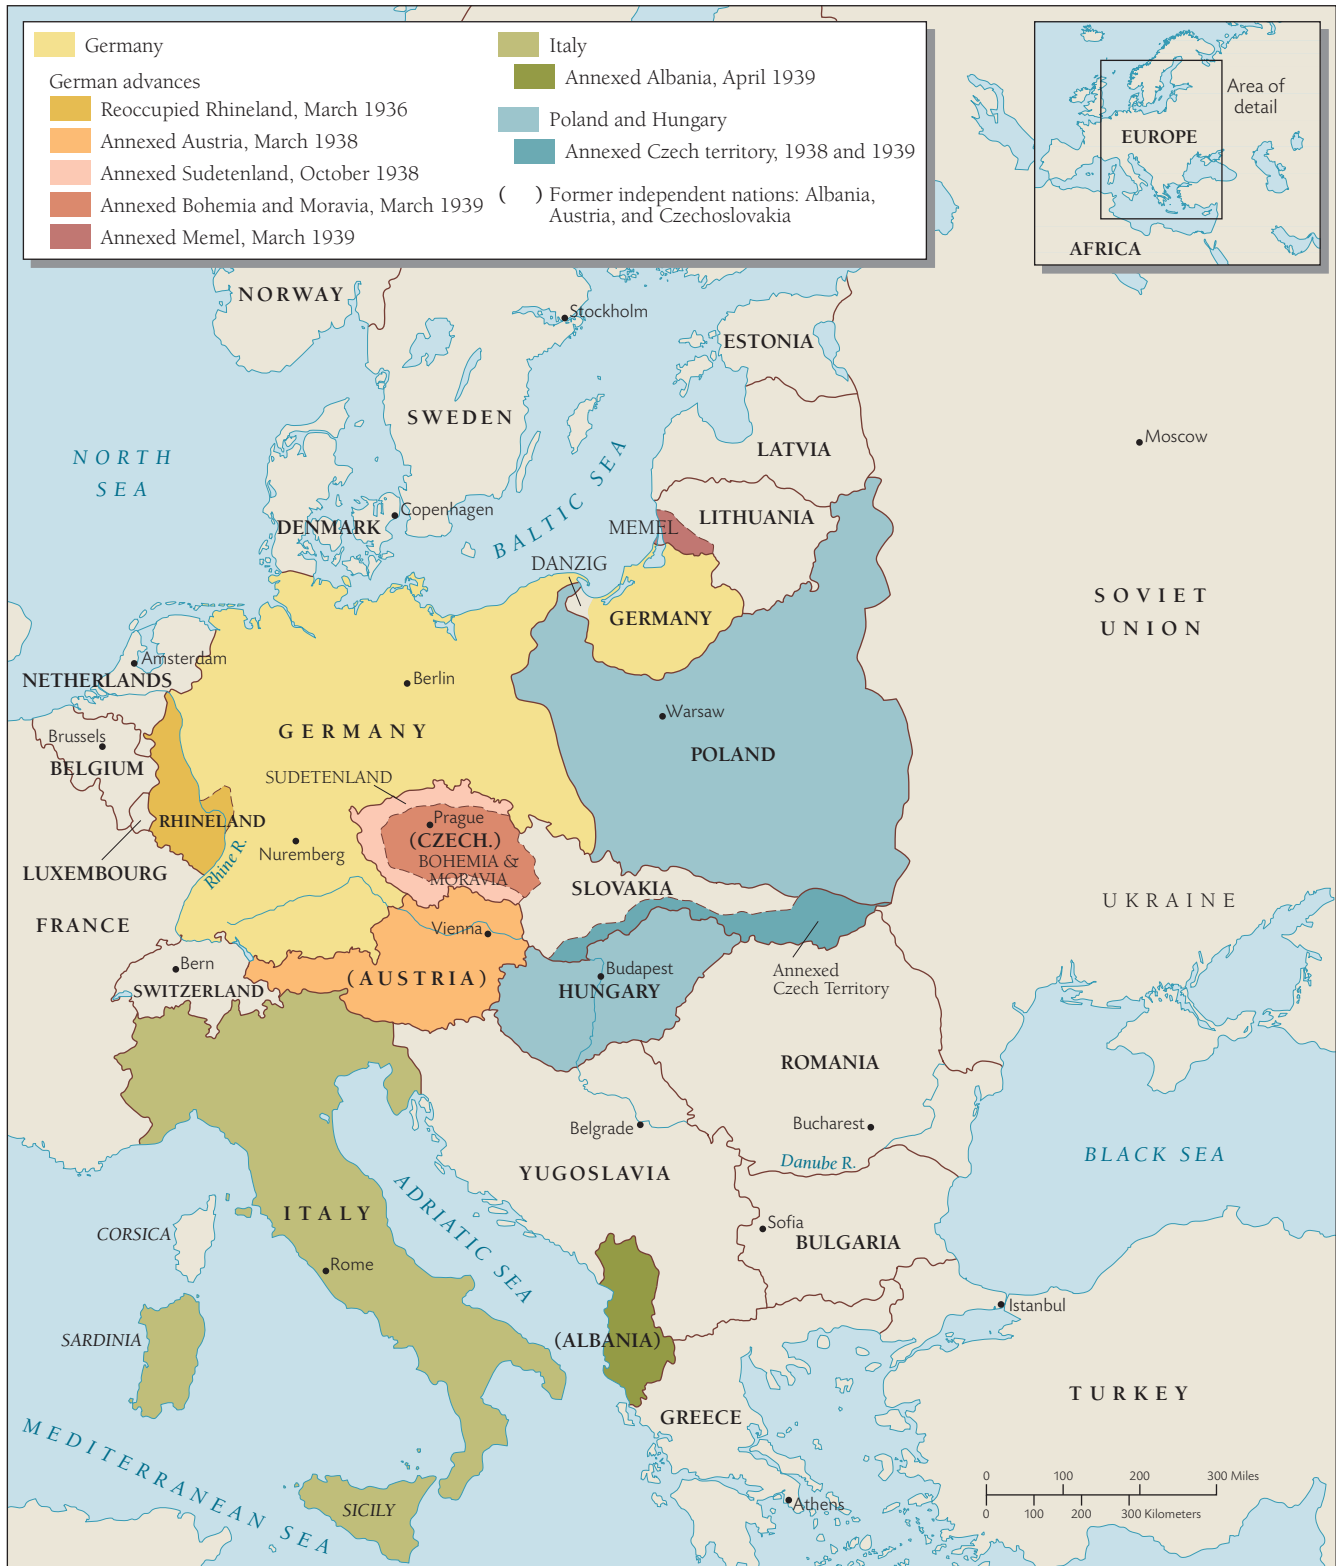 Germany
German advances
Reoccupied Rhineland, March 1936
Annexed Austria, March 1938
Annexed Sudetenland, October 1938
Annexed Bohemia and Moravia, March 1939
Annexed Memel, March 1939
Italy
Annexed Albania, April 1939
Poland and Hungary
Annexed Czech territory, 1938 and 1939
( ) Former independent nations: Albania,
Austria, and Czechoslovakia
Area of
detail
EUROPE
AFRICA
NORWAY
Stockholm
ESTONIA
SWEDEN
Moscow
LATVIA
NORTH
SEA
BALTIC SEA
Copenhagen
DENMARK
MEMEL
LITHUANIA
DANZIG
SOVIET
UNION
GERMANY
Amsterdam
NETHERLANDS
Berlin
Warsaw
GERMANY
Brussels
BELGIUM
POLAND
SUDETENLAND
RHINELAND
Prague
(CZECH.)
BOHEMIA &
MORAVIA
Nuremberg
Rhine R.
LUXEMBOURG
SLOVAKIA
UKRAINE
FRANCE
Vienna
Bern
SWITZERLAND
(AUSTRIA)
Budapest
HUNGARY
Annexed
Czech Territory
ROMANIA
Belgrade
Bucharest
Danube R.
BLACK SEA
YUGOSLAVIA
ADRIATIC SEA
ITALY
CORSICA
Sofia
BULGARIA
Rome
Istanbul
SARDINIA
(ALBANIA)
TURKEY
GREECE
MEDITERRANEAN SEA
SICILY
Athens
0 100 200 300 Miles
0 100 200 300 Kilometers